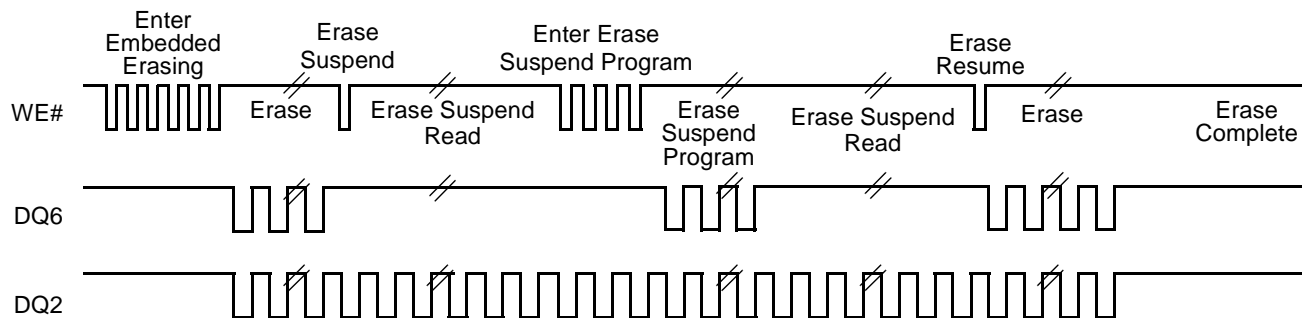 Enter
Embedded
Erasing
Erase
Suspend
Enter Erase
Suspend Program
Erase
Resume
WE#
Erase
Erase Suspend
Read
Erase
Suspend
Program
Erase Suspend
Read
Erase
Erase
Complete
DQ6
DQ2